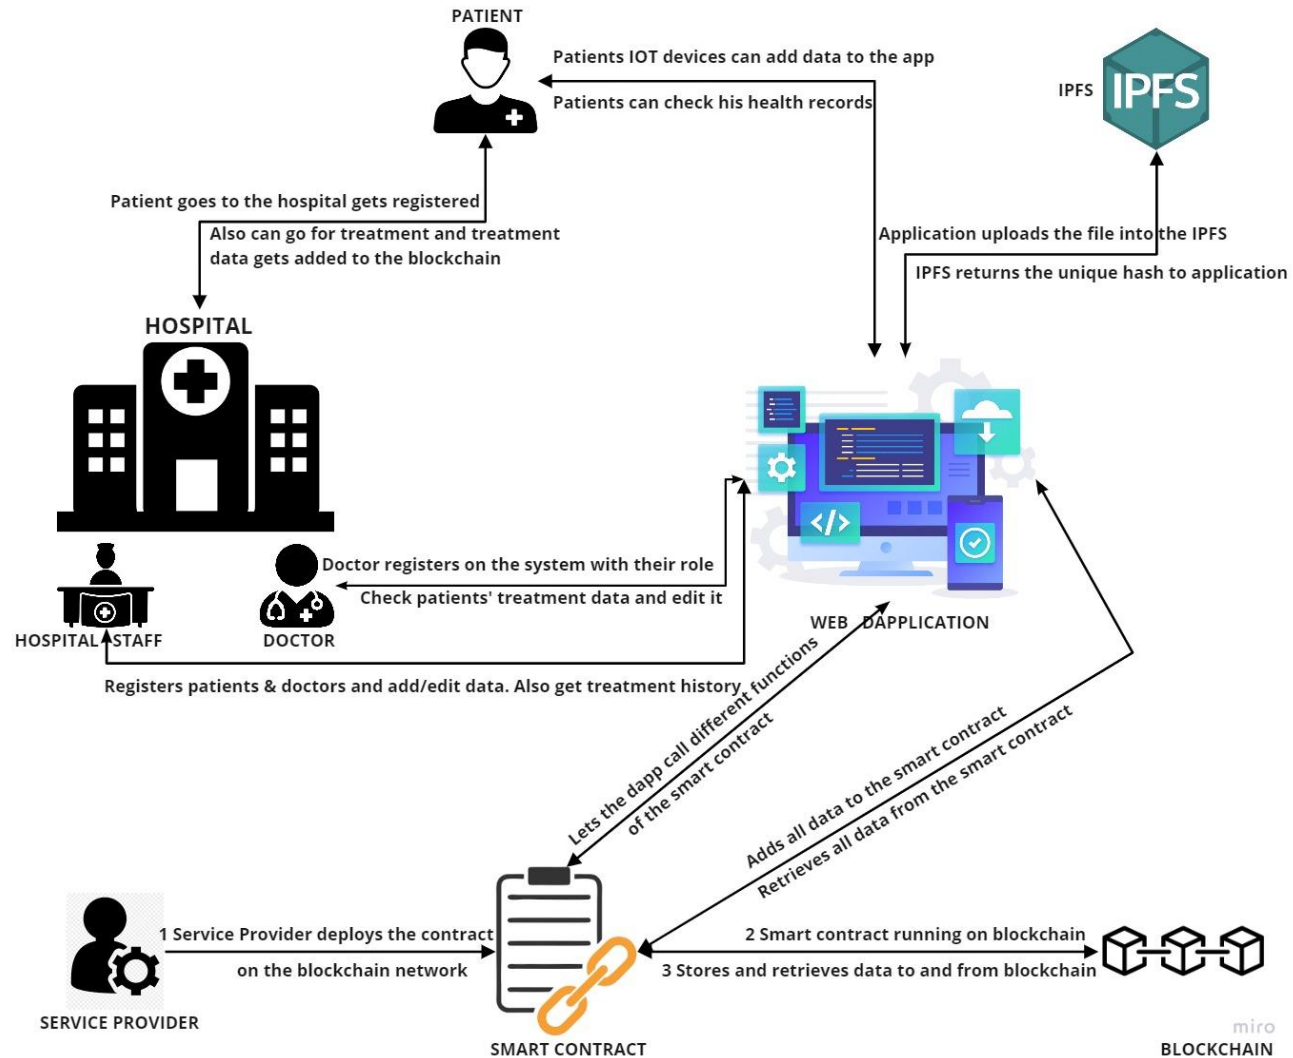 PATIENT
Patients IOT devices can add data to the app
Patients can check his health records
IPFS
IPFS
Patient goes to the hospital gets registered
Also can go for treatment and treatment
data gets added to the blockchain
Application uploads the file into the IPFS
IPFS returns the unique hash to application
HOSPITAL
</>
Doctor registers on the system with their role
Check patients' treatment data and edit it
HOSPITAL STAFF
DOCTOR
WEB DAPPLICATION
Registers patients & doctors and add/edit data. Also get treatment history
Lets the dapp call different functions
of the smart contract
Adds all data to the smart contract
Retrieves all data from the smart contract
1 Service Provider deploys the contract
on the blockchain network
2 Smart contract running on blockchain
3 Stores and retrieves data to and from blockchain
SERVICE PROVIDER
SMART CONTRACT
miro
BLOCKCHAIN